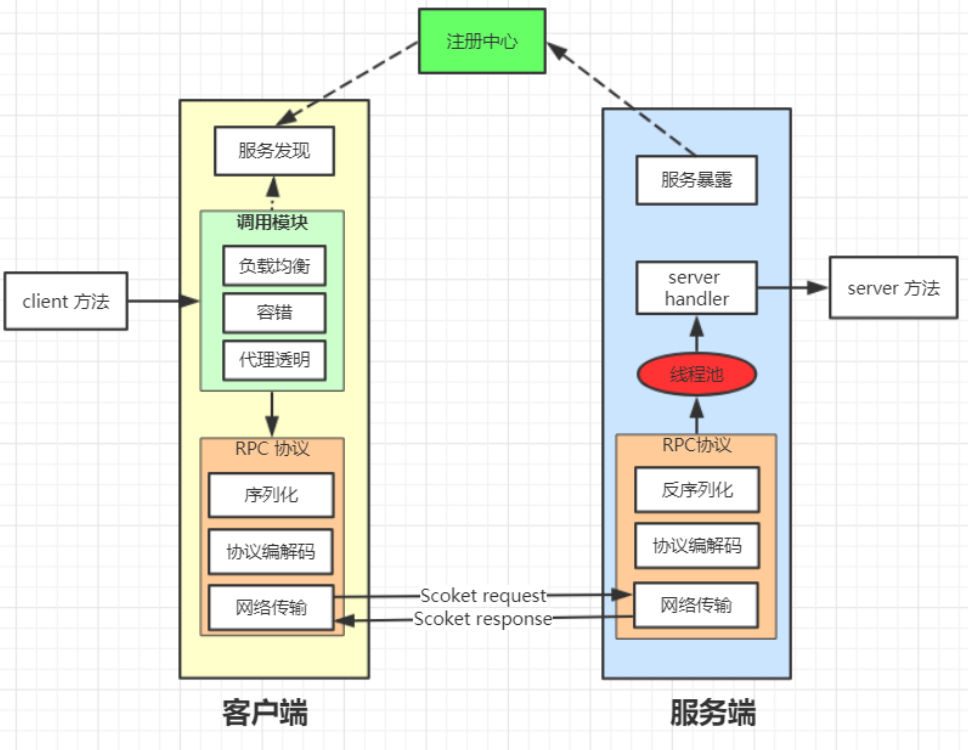 注册中心
服务发现
调用模块
负载均衡
容错
代理透明
client 方法
RPC 协议
序列化
协议编解码
网络传输
Scoket request
Scoket response
服务暴露
server
handler
server 方法
线程池
RPC协议
反序列化
协议编解码
网络传输
客户端
服务端